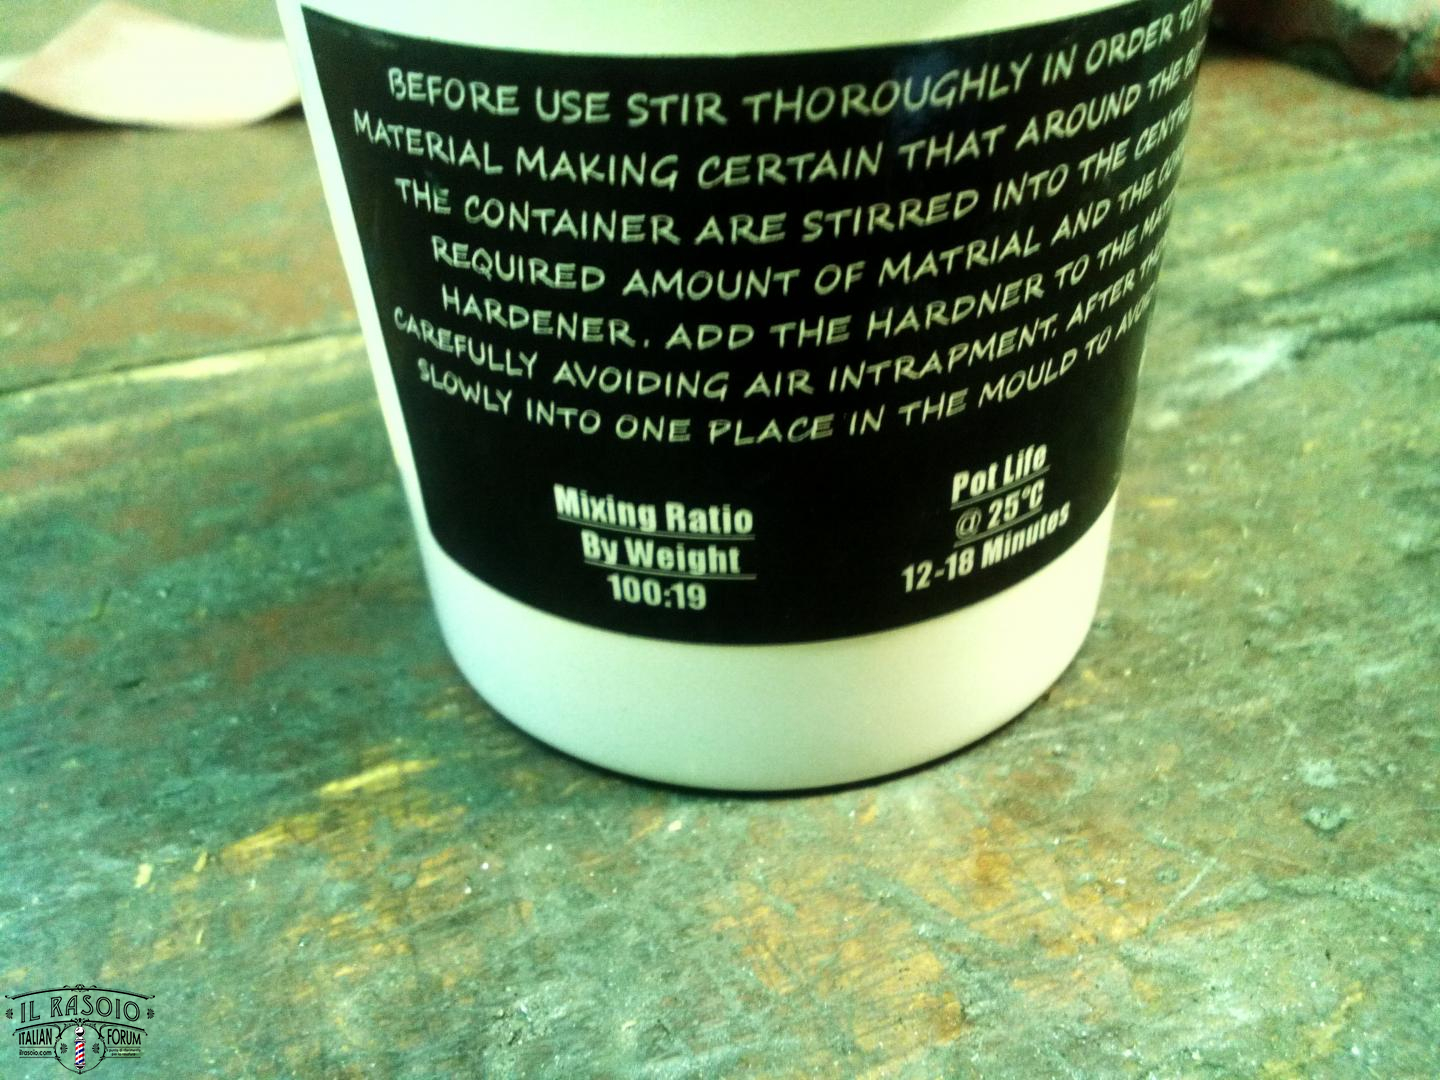 BEFORE USE STIR THOROUGHLY IN ORDER TO
MATERIAL MAKING CERTAIN THAT AROUND THE
THE CONTAINER ARE STIRRED INTO THE CENTRE
REQUIRED AMOUNT OF MATRIAL AND THE
HARDENER. ADD THE HARDNER TO THE
CAREFULLY AVOIDING AIR INTRAPMENT. AFTER
SLOWLY INTO ONE PLACE IN THE MOULD TO
Mixing Ratio
By Weight
100:19
Pot Life
@ 25°C
12-18 Minutes
IL RASOIO
ITALIAN FORUM
ilrasoio.com